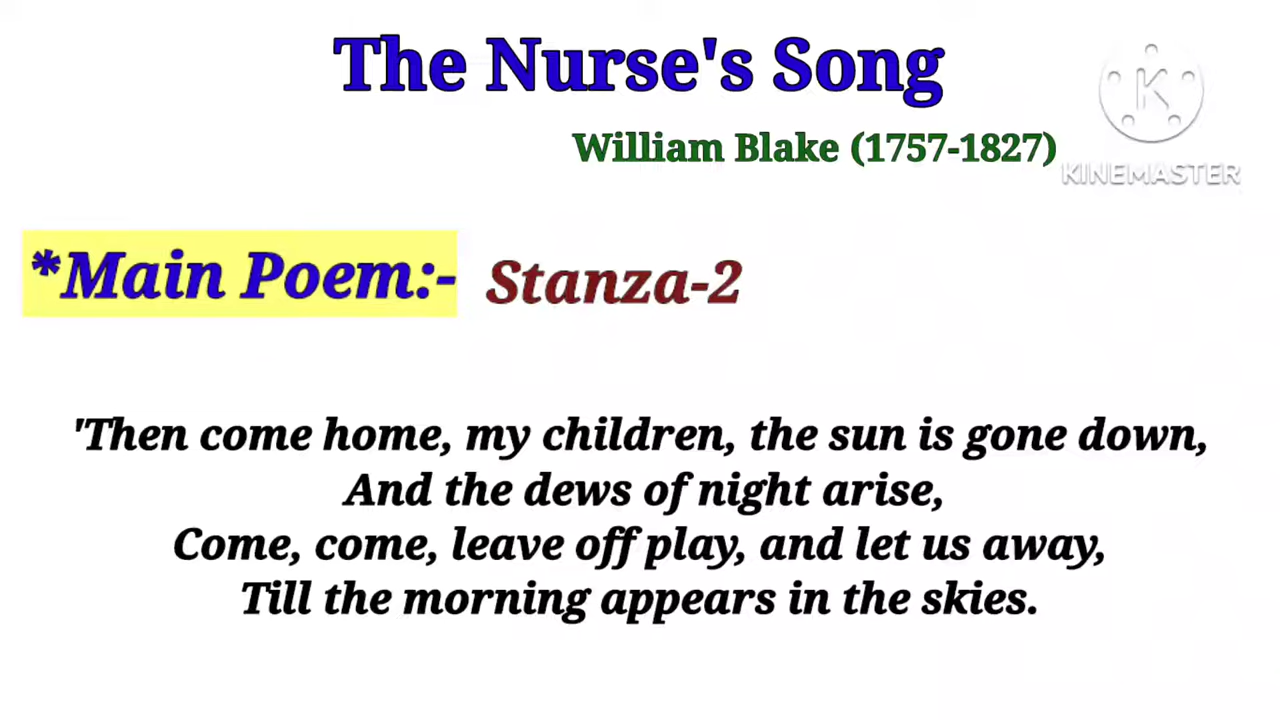 The Nurse's Song
William Blake (1757-1827)
K
KINEMASTER
*Main Poem:- Stanza-2
'Then come home, my children, the sun is gone down,
And the dews of night arise,
Come, come, leave off play, and let us away,
Till the morning appears in the skies.